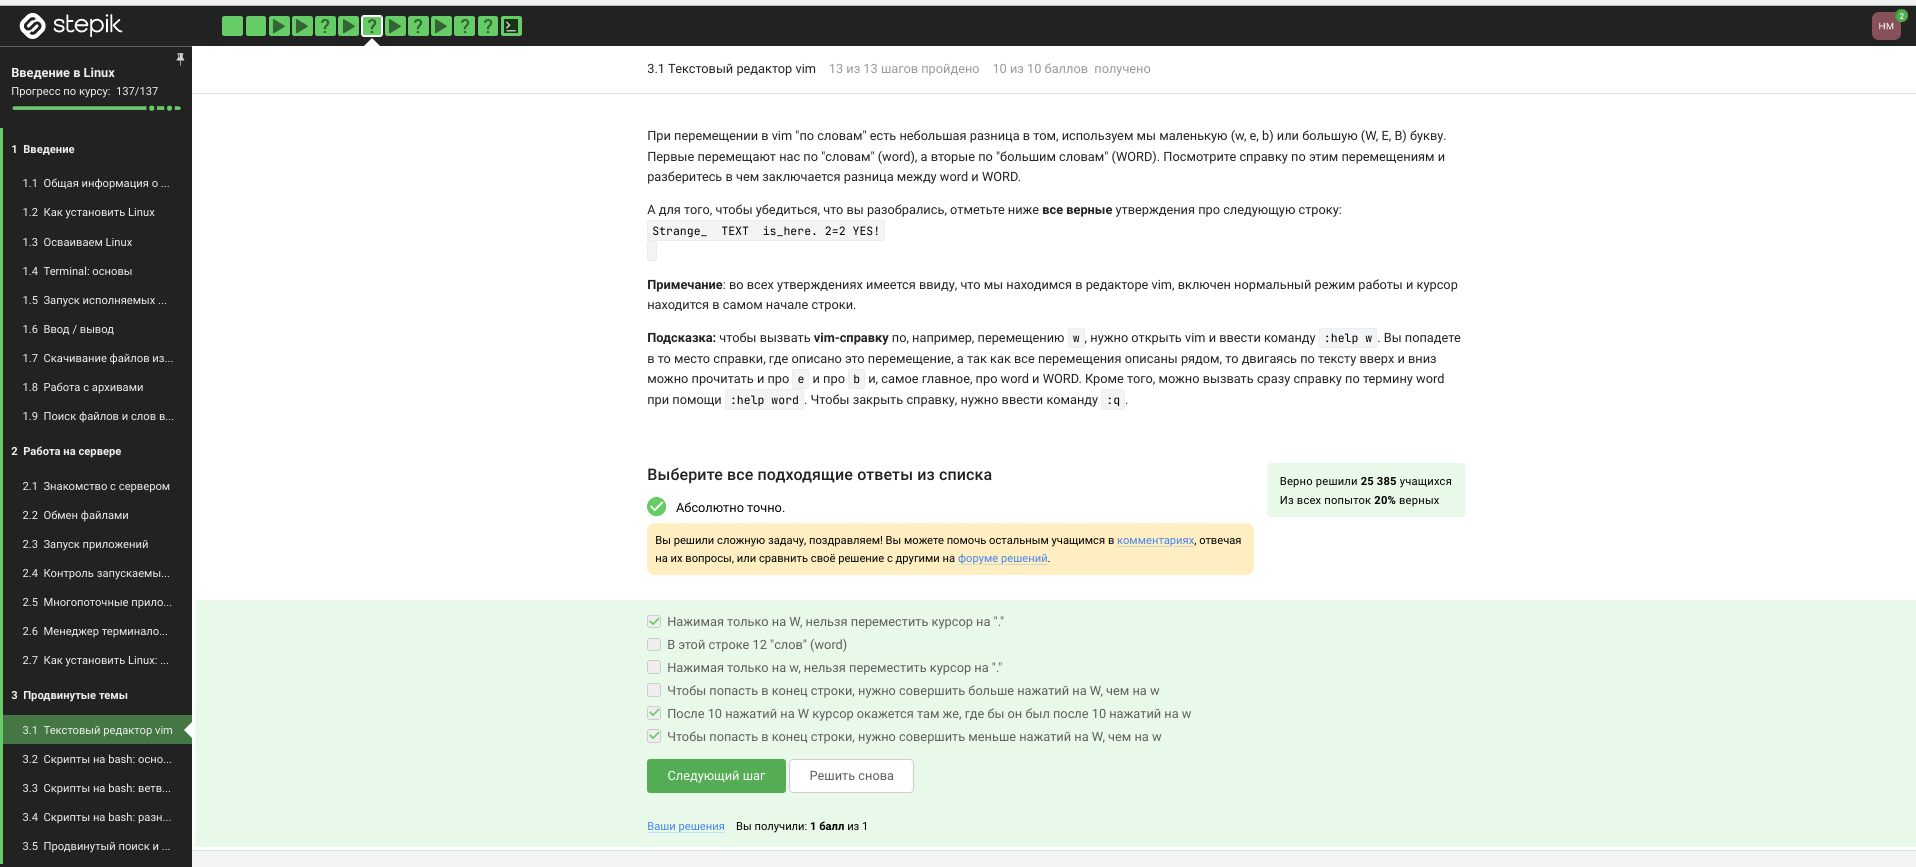 stepik
НМ
2
Введение в Linux
Прогресс по курсу: 137/137
1 Введение
1.1 Общая информация о ...
1.2 Как установить Linux
1.3 Осваиваем Linux
1.4 Terminal: основы
1.5 Запуск исполняемых ...
1.6 Ввод / вывод
1.7 Скачивание файлов из...
1.8 Работа с архивами
1.9 Поиск файлов и слов в...
2 Работа на сервере
2.1 Знакомство с сервером
2.2 Обмен файлами
2.3 Запуск приложений
2.4 Контроль запускаемы...
2.5 Многопоточные прило...
2.6 Менеджер терминало...
2.7 Как установить Linux: ...
3 Продвинутые темы
3.1 Текстовый редактор vim
3.2 Скрипты на bash: осно...
3.3 Скрипты на bash: ветв...
3.4 Скрипты на bash: разн...
3.5 Продвинутый поиск и ...
3.1 Текстовый редактор vim 13 из 13 шагов пройдено 10 из 10 баллов получено
При перемещении в vim "по словам" есть небольшая разница в том, используем мы маленькую (w, e, b) или большую (W, E, B) букву.
Первые перемещают нас по "словам" (word), а вторые по "большим словам" (WORD). Посмотрите справку по этим перемещениям и
разберитесь в чем заключается разница между word и WORD.
А для того, чтобы убедиться, что вы разобрались, отметьте ниже все верные утверждения про следующую строку:
Strange_  TEXT  is_here. 2=2 YES!
Примечание: во всех утверждениях имеется ввиду, что мы находимся в редакторе vim, включен нормальный режим работы и курсор
находится в самом начале строки.
Подсказка: чтобы вызвать vim-справку по, например, перемещению w, нужно открыть vim и ввести команду :help w. Вы попадете
в то место справки, где описано это перемещение, а так как все перемещения описаны рядом, то двигаясь по тексту вверх и вниз
можно прочитать и про e и про b и, самое главное, про word и WORD. Кроме того, можно вызвать сразу справку по термину word
при помощи :help word. Чтобы закрыть справку, нужно ввести команду :q.
Выберите все подходящие ответы из списка
Верно решили 25 385 учащихся
Из всех попыток 20% верных
Абсолютно точно.
Вы решили сложную задачу, поздравляем! Вы можете помочь остальным учащимся в комментариях, отвечая
на их вопросы, или сравнить своё решение с другими на форуме решений.
Нажимая только на W, нельзя переместить курсор на "."
В этой строке 12 "слов" (word)
Нажимая только на w, нельзя переместить курсор на "."
Чтобы попасть в конец строки, нужно совершить больше нажатий на W, чем на w
После 10 нажатий на W курсор окажется там же, где бы он был после 10 нажатий на w
Чтобы попасть в конец строки, нужно совершить меньше нажатий на W, чем на w
Следующий шаг
Решить снова
Ваши решения Вы получили: 1 балл из 1